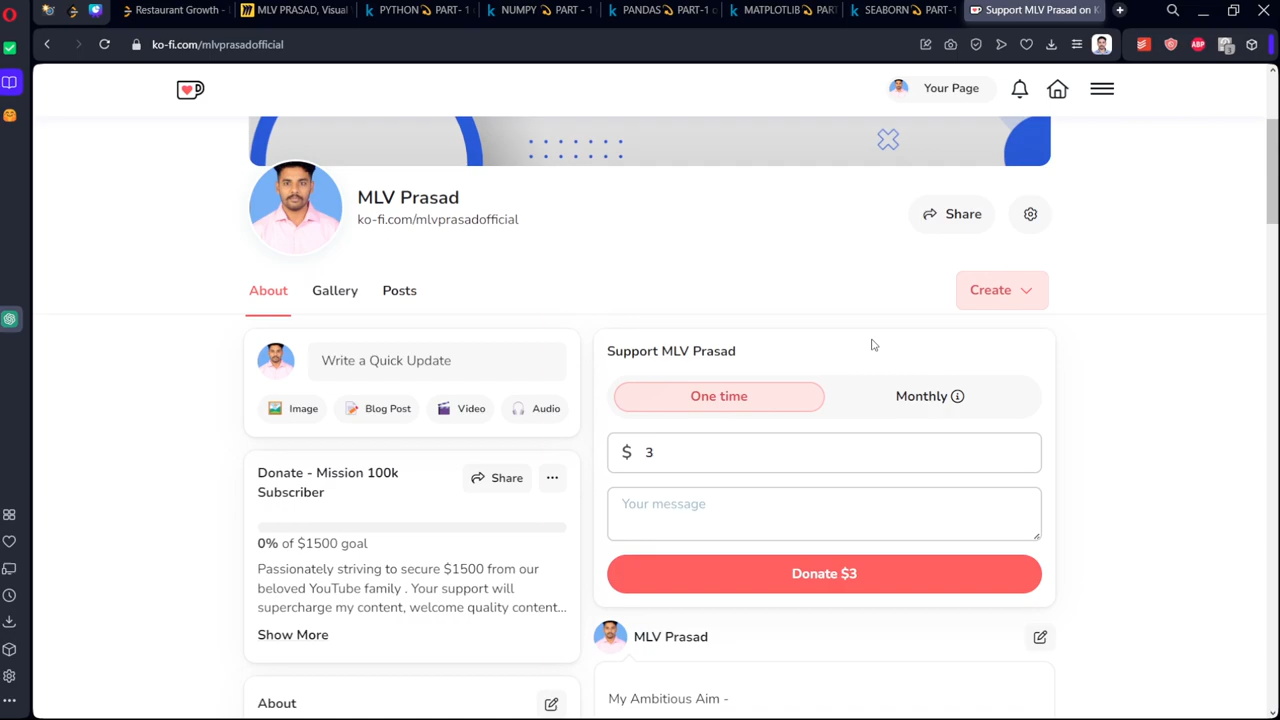 Restaurant Growth -
MLV PRASAD, Visual
PYTHON PART- 1
NUMPY PART - 1
PANDAS PART-1 o
MATPLOTLIB PART
SEABORN PART-1
Support MLV Prasad on K
ko-fi.com/mlvprasadofficial
ABP
Your Page
MLV Prasad
ko-fi.com/mlvprasadofficial
Share
About
Gallery
Posts
Create
Write a Quick Update
Image
Blog Post
Video
Audio
Donate - Mission 100k
Subscriber
Share
0% of $1500 goal
Passionately striving to secure $1500 from our
beloved YouTube family . Your support will
supercharge my content, welcome quality content...
Show More
About
Support MLV Prasad
One time
Monthly
$ 3
Your message
Donate $3
MLV Prasad
My Ambitious Aim -